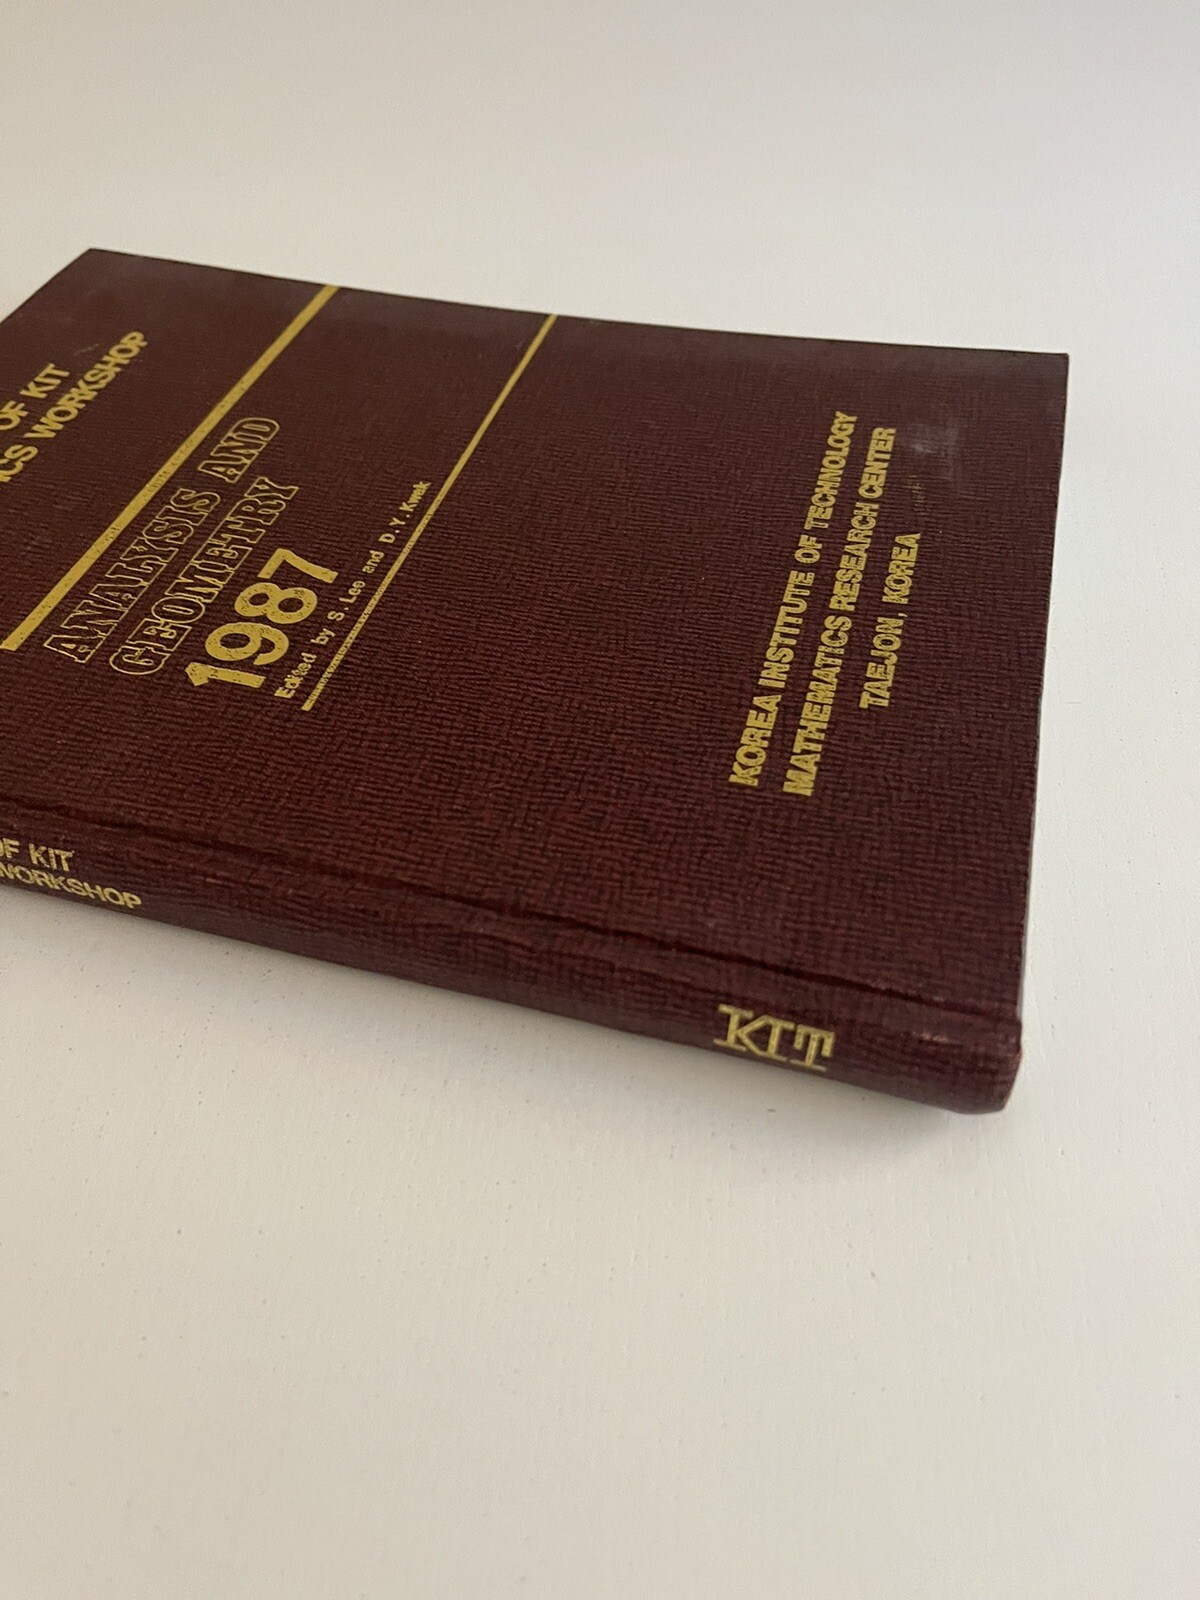 OF KIT
ICS WORKSHOP
ANALYSIS AND
GEOMETRY
1987
Edited by S. Lee and D. Y. Kwak
KOREA INSTITUTE OF TECHNOLOGY
MATHEMATICS RESEARCH CENTER
TAEJON, KOREA
OF KIT
WORKSHOP
KIT